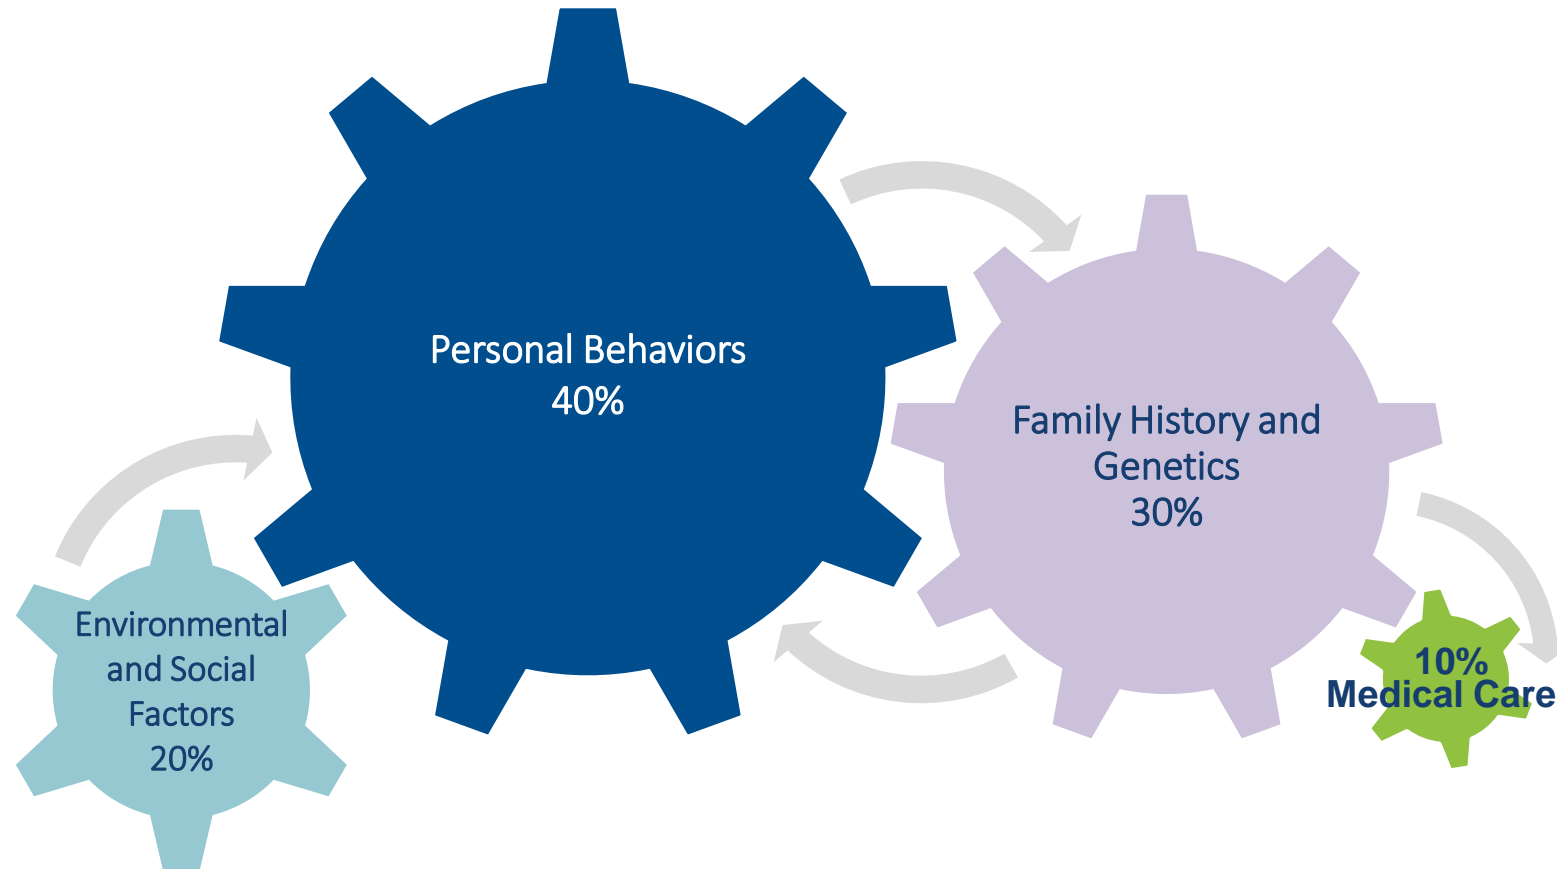 Personal Behaviors
40%
Family History and
Genetics
30%
Environmental
and Social
Factors
20%
10%
Medical Care